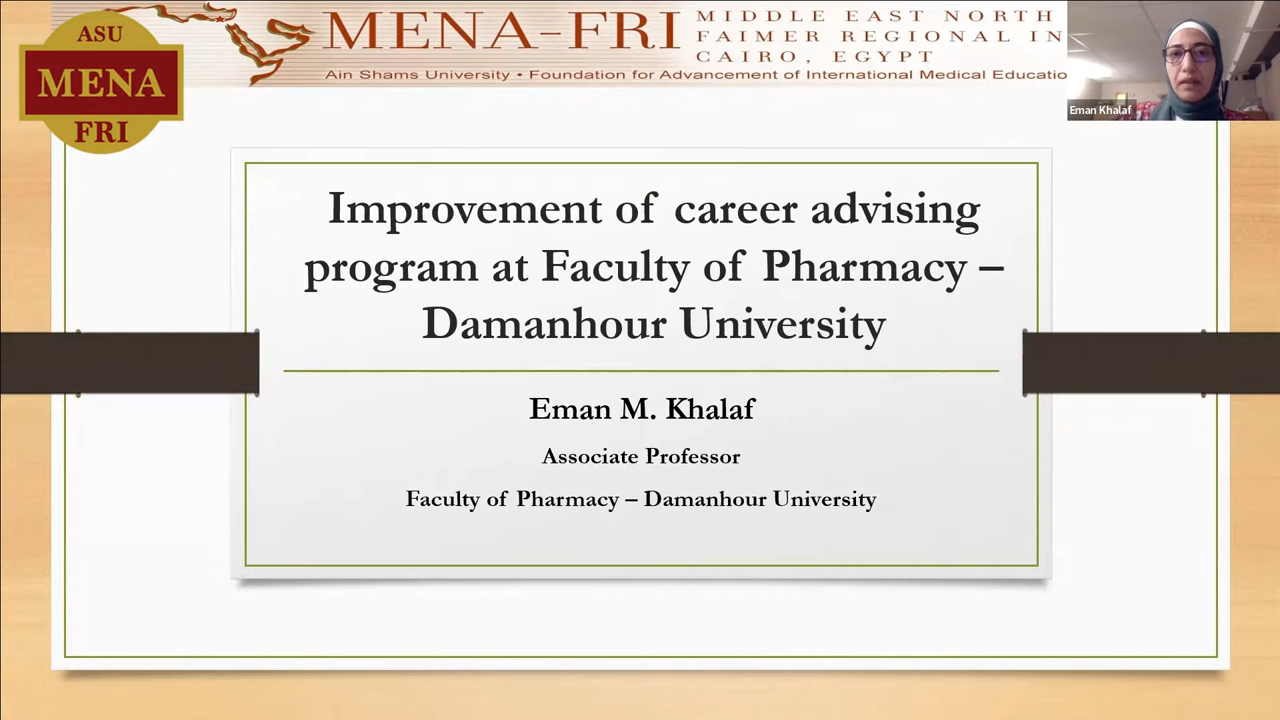 ASU
MENA
FRI
MENA-FRI
MIDDLE EAST NORTH
FAIMER REGIONAL IN
CAIRO, EGYPT
Ain Shams University • Foundation for Advancement of International Medical Educatio
Eman Khalaf
Improvement of career advising
program at Faculty of Pharmacy –
Damanhour University
Eman M. Khalaf
Associate Professor
Faculty of Pharmacy – Damanhour University